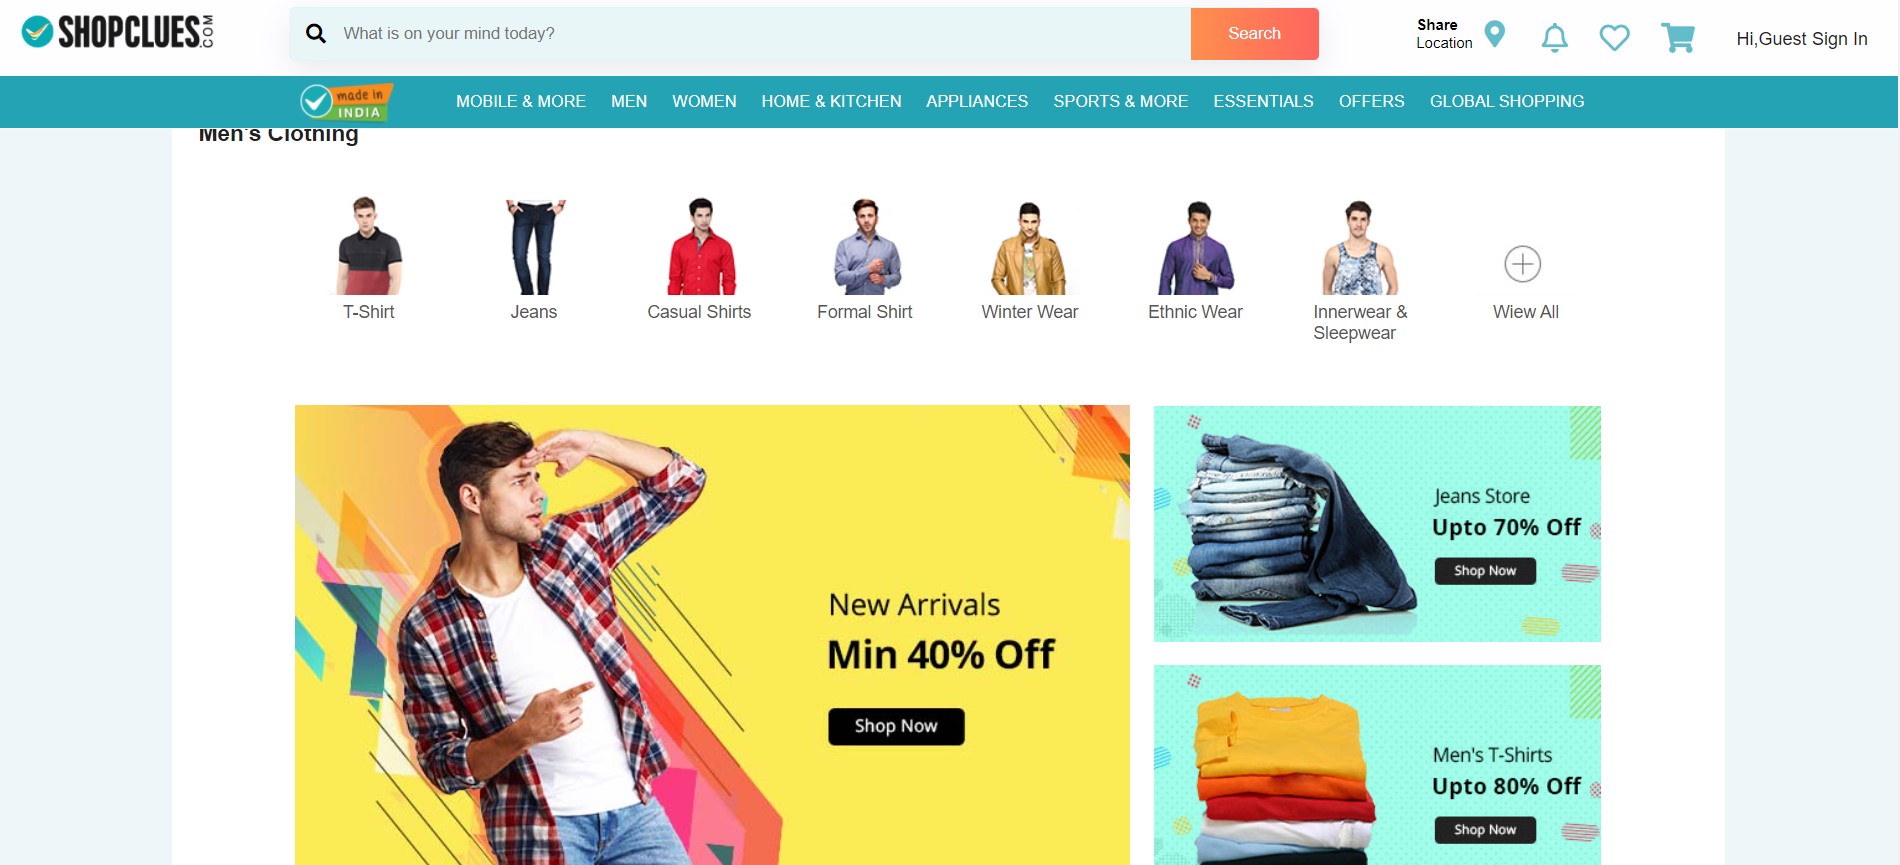 SHOPCLUES.COM
What is on your mind today?
Search
Share
Location
Hi,Guest Sign In
made in
INDIA
MOBILE & MORE MEN WOMEN HOME & KITCHEN APPLIANCES SPORTS & MORE ESSENTIALS OFFERS GLOBAL SHOPPING
Men's Clothing
T-Shirt
Jeans
Casual Shirts
Formal Shirt
Winter Wear
Ethnic Wear
Innerwear &
Sleepwear
Wiew All
New Arrivals
Min 40% Off
Shop Now
Jeans Store
Upto 70% Off
Shop Now
Men's T-Shirts
Upto 80% Off
Shop Now